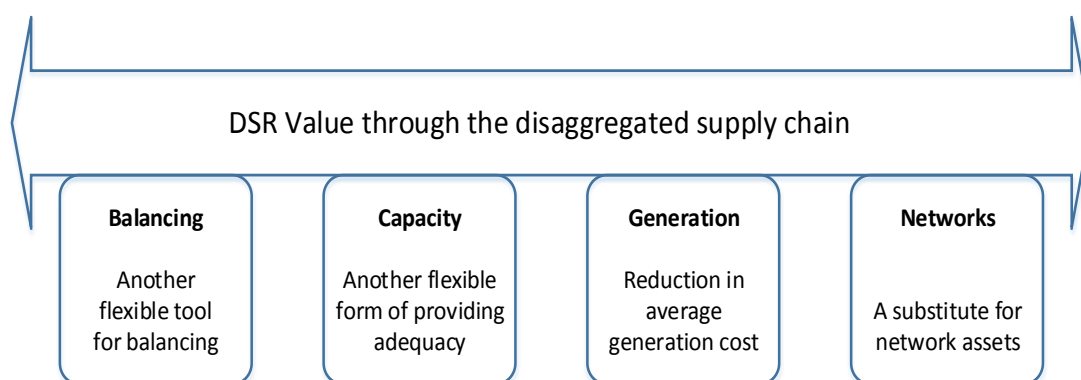 DSR Value through the disaggregated supply chain
Balancing
Another
flexible tool
for balancing
Capacity
Another flexible
form of providing
adequacy
Generation
Reduction in
average
generation cost
Networks
A substitute for
network assets